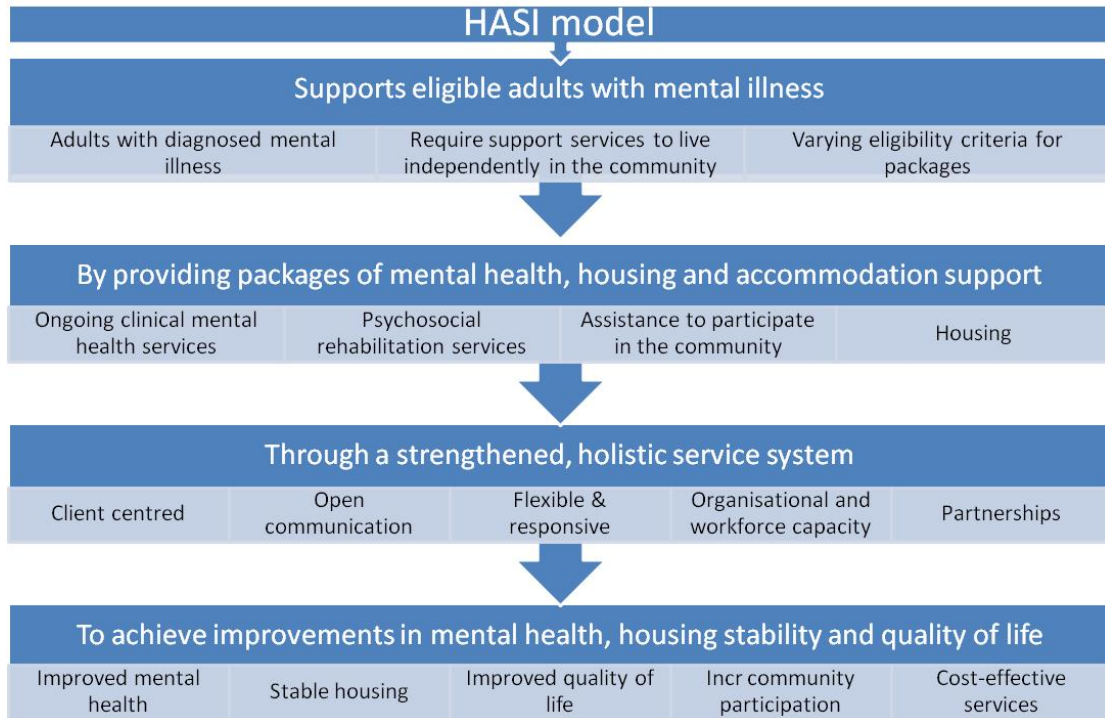 HASI model
Supports eligible adults with mental illness
Adults with diagnosed mental
illness
Require support services to live
independently in the community
Varying eligibility criteria for
packages
By providing packages of mental health, housing and accommodation support
Ongoing clinical mental
health services
Psychosocial
rehabilitation services
Assistance to participate
in the community
Housing
Through a strengthened, holistic service system
Client centred
Open
communication
Flexible &
responsive
Organisational and
workforce capacity
Partnerships
To achieve improvements in mental health, housing stability and quality of life
Improved mental
health
Stable housing
Improved quality of
life
Incr community
participation
Cost-effective
services